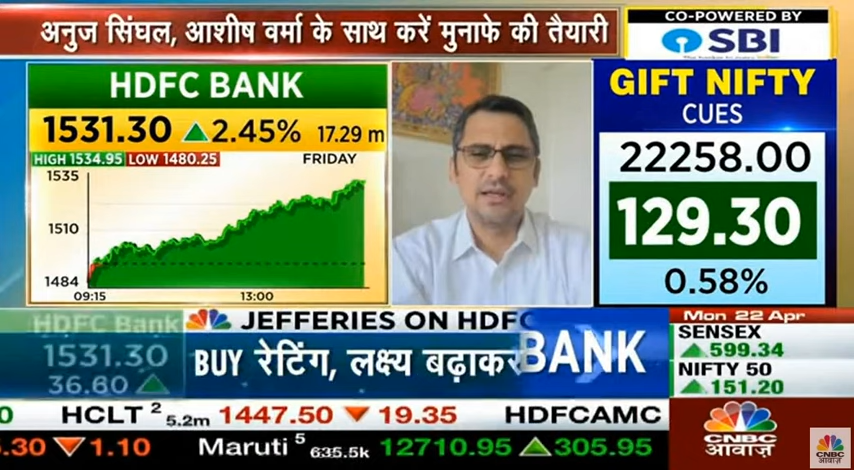 अनुज सिंघल, आशीष वर्मा के साथ करें मुनाफे की तैयारी
CO-POWERED BY
SBI
HDFC BANK
1531.30 ▲ 2.45% 17.29 m
HIGH 1534.95 LOW 1480.25 FRIDAY
1535
1510
1484
09:15 13:00
GIFT NIFTY
CUES
22258.00
129.30
0.58%
HDFC Bank
1531.30
36.60 ▲
JEFFERIES ON HDFC
BUY रेटिंग, लक्ष्य बढ़ाकर
BANK
Mon 22 Apr
SENSEX
▲ 599.34
NIFTY 50
▲ 151.20
0 HCLT 2 5.2m 1447.50 ▼ 19.35 HDFCAMC
.30 ▼ 1.10 Maruti 5 635.5k 12710.95 ▲ 305.95
CNBC
आवाज़
CNBC
आवाज़